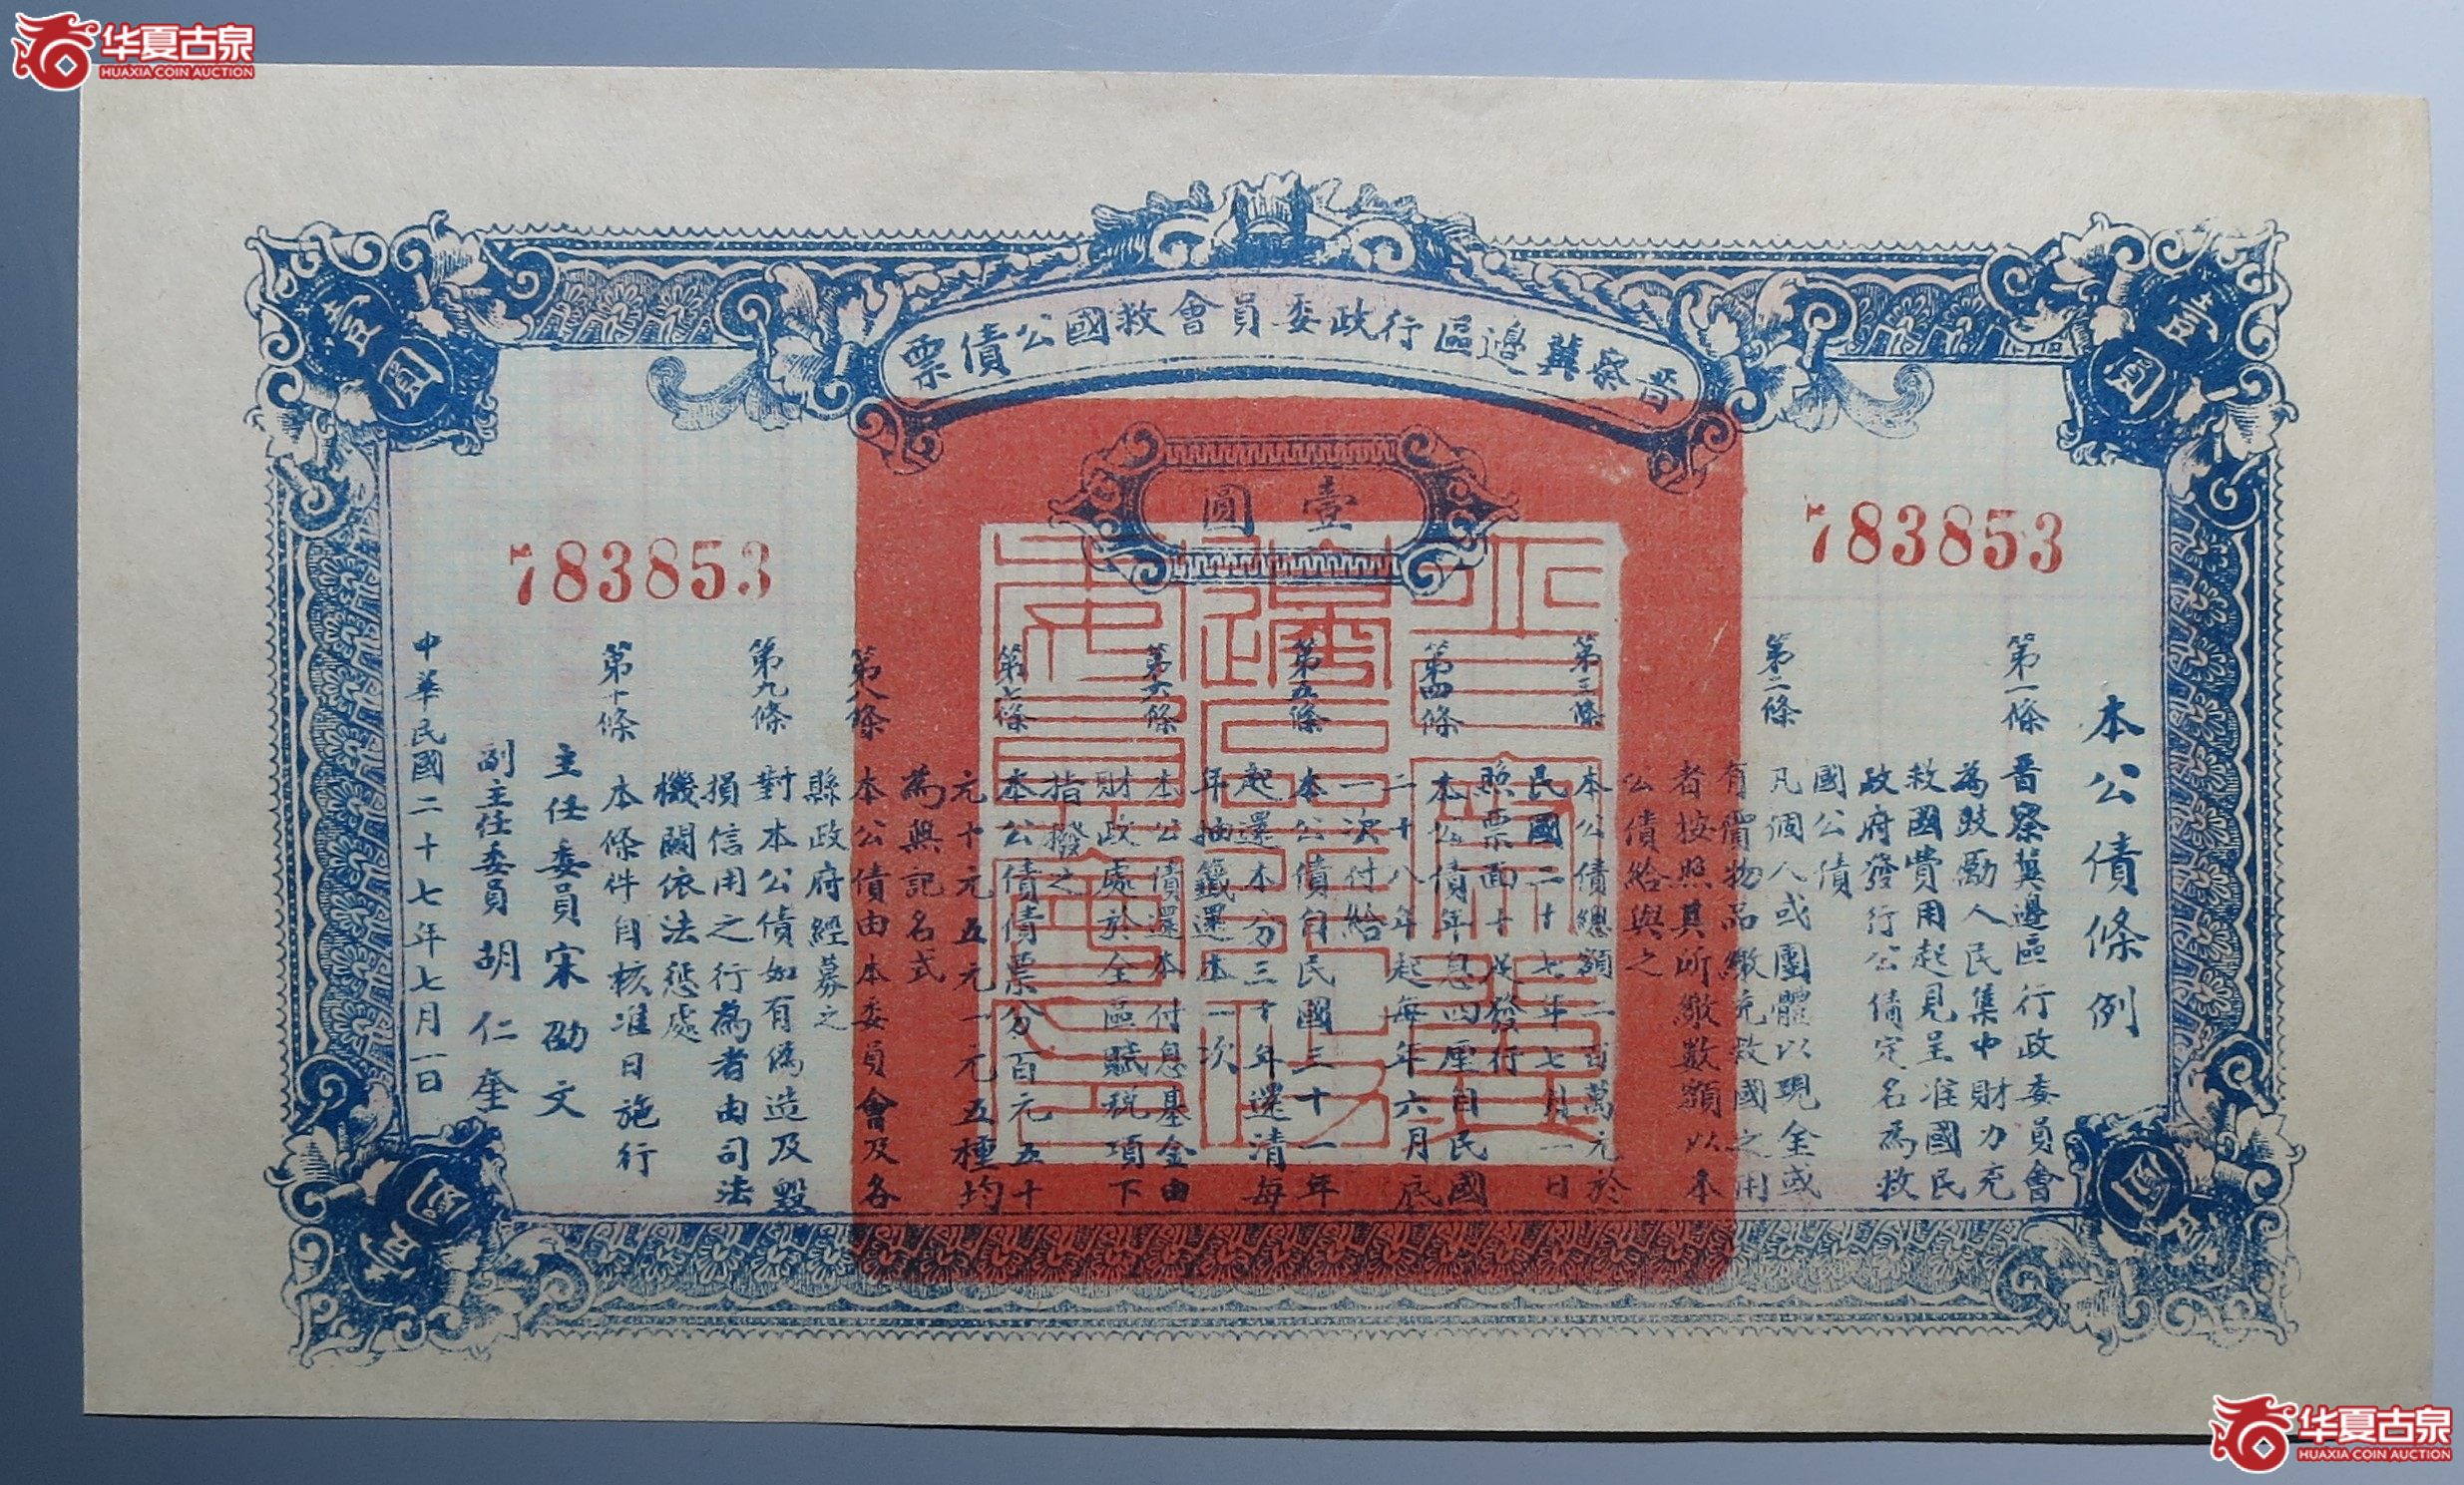 华夏古泉
HUAXIA COIN AUCTION
晋察冀邊區行政委員會救國公債票
壹圓
壹圓
壹圓
783853
783853
本公債條例
第一條
晋察冀邊區行政委員會
為鼓勵人民集中財力充
救國費用起見呈准國民
政府發行公債定名為救
國公債
第二條
凡個人或團體以現金或
有價物品繳充救國之用
者按照其所繳數額以本
公債給與之
第三條
本公債總額二百萬元於
民國二十七年七月一日
照票面十足發行
第四條
本公債年息四厘自民國
二十八年起每年六月底
一次付給
第五條
本公債自民國三十一年
起還本分三十年還清每
年抽籤還本一次
第六條
本公債還本付息基金由
財政處於全區賦税項下
指撥之
第七條
本公債債票分百元五十
元十元五元一元五種均
為無記名式
第八條
本公債由本委員會及各
縣政府經募之
第九條
對本公債如有偽造及毀
損信用之行為者由司法
機關依法懲處
第十條
本條件自核准日施行
主任委員宋劭文
副主任委員胡仁奎
中華民國二十七年七月一日
圓
圓
华夏古泉
HUAXIA COIN AUCTION